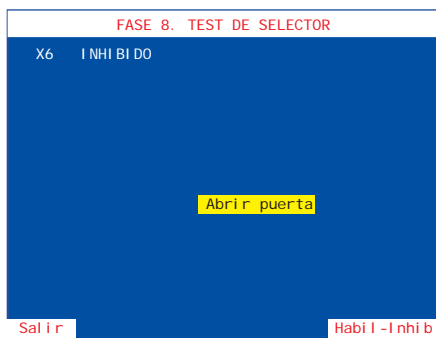 FASE 8. TEST DE SELECTOR
X6 INHIBIDO
Abrir puerta
Salir Habil-Inhib